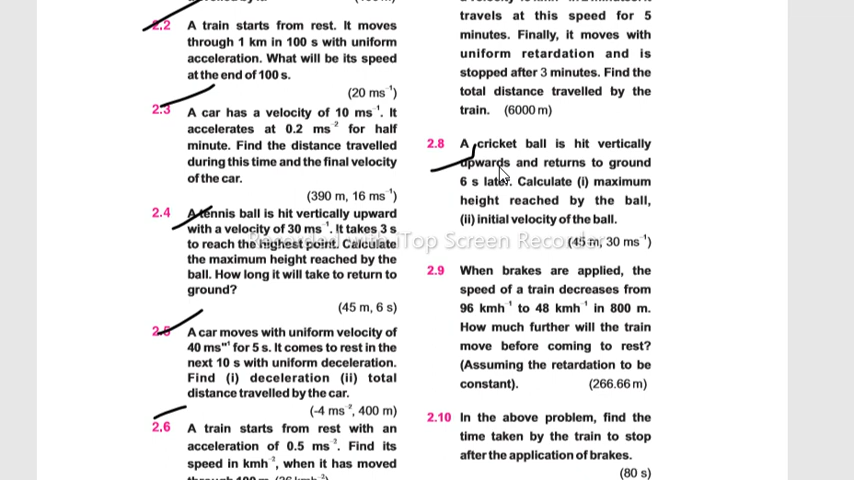 2.2 A train starts from rest. It moves
through 1 km in 100 s with uniform
acceleration. What will be its speed
at the end of 100 s.
(20 ms⁻¹)
2.3 A car has a velocity of 10 ms⁻¹. It
accelerates at 0.2 ms⁻² for half
minute. Find the distance travelled
during this time and the final velocity
of the car.
(390 m, 16 ms⁻¹)
2.4 A tennis ball is hit vertically upward
with a velocity of 30 ms⁻¹. It takes 3 s
to reach the highest point. Calculate
the maximum height reached by the
ball. How long it will take to return to
ground?
(45 m, 6 s)
2.5 A car moves with uniform velocity of
40 ms⁻¹ for 5 s. It comes to rest in the
next 10 s with uniform deceleration.
Find (i) deceleration (ii) total
distance travelled by the car.
(-4 ms⁻², 400 m)
2.6 A train starts from rest with an
acceleration of 0.5 ms⁻². Find its
speed in kmh⁻¹, when it has moved
travels at this speed for 5
minutes. Finally, it moves with
uniform retardation and is
stopped after 3 minutes. Find the
total distance travelled by the
train. (6000 m)
2.8 A cricket ball is hit vertically
upwards and returns to ground
6 s later. Calculate (i) maximum
height reached by the ball,
(ii) initial velocity of the ball.
(45 m, 30 ms⁻¹)
2.9 When brakes are applied, the
speed of a train decreases from
96 kmh⁻¹ to 48 kmh⁻¹ in 800 m.
How much further will the train
move before coming to rest?
(Assuming the retardation to be
constant). (266.66 m)
2.10 In the above problem, find the
time taken by the train to stop
after the application of brakes.
(80 s)
Recorded with iTop Screen Recorder